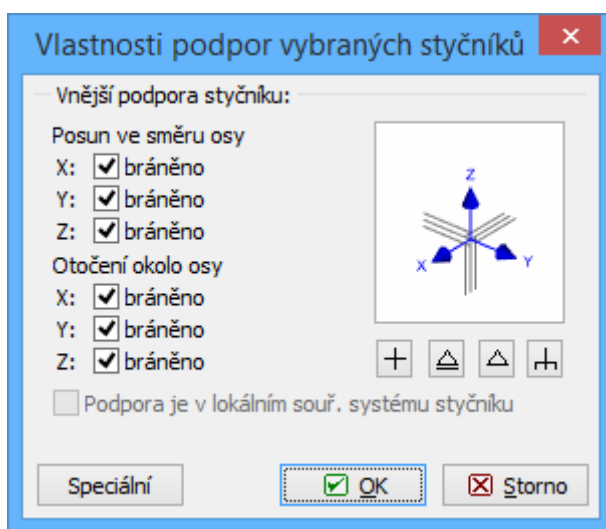 Vlastnosti podpor vybraných styčníků
Vnější podpora styčníku:
Posun ve směru osy
X: bráněno
Y: bráněno
Z: bráněno
Otočení okolo osy
X: bráněno
Y: bráněno
Z: bráněno
Z
X
Y
Podpora je v lokálním souř. systému styčníku
Speciální
OK
Storno